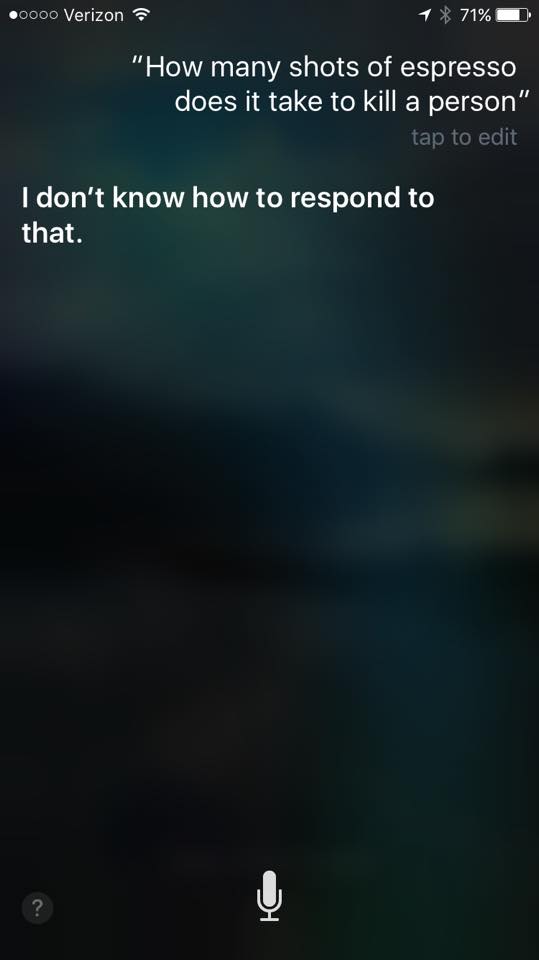 Verizon 71%
“How many shots of espresso
does it take to kill a person”
tap to edit
I don’t know how to respond to
that.
?